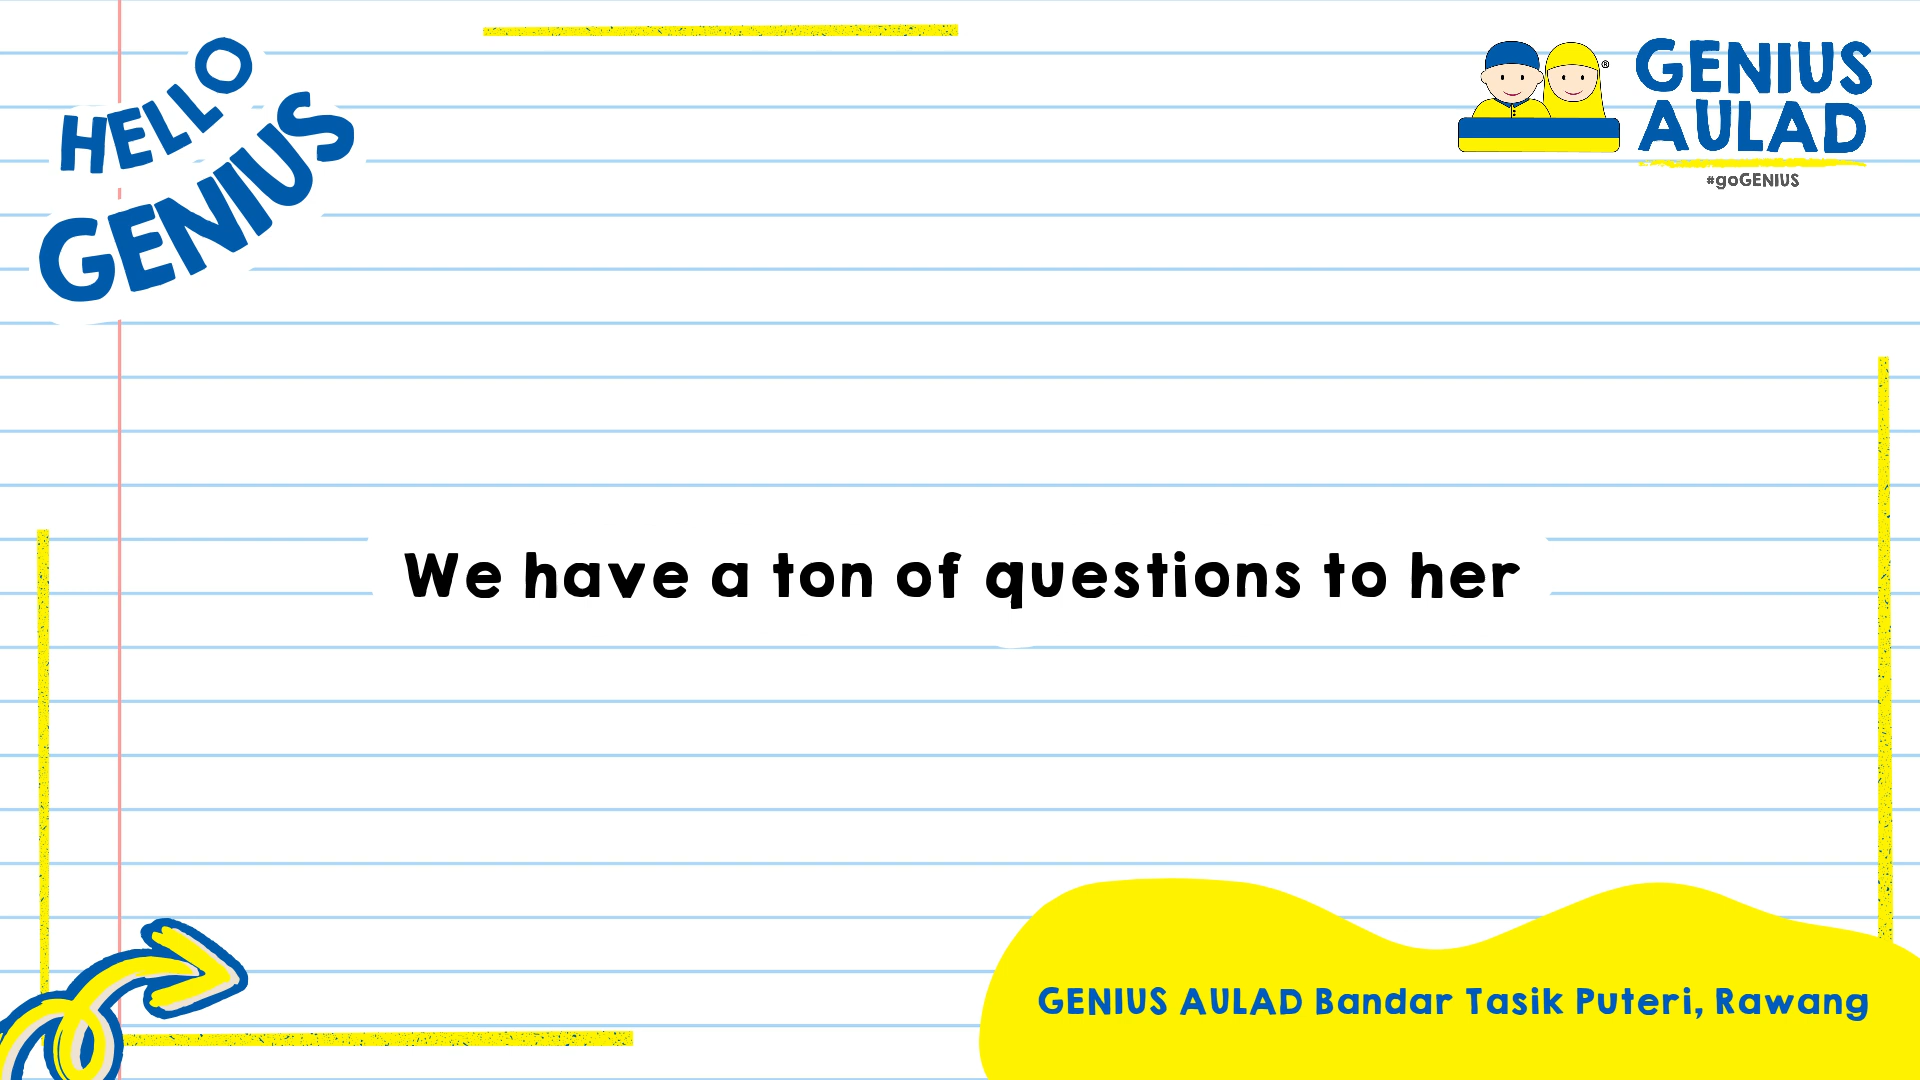 HELLO
GENIUS
GENIUS
AULAD
#goGENIUS
We have a ton of questions to her
GENIUS AULAD Bandar Tasik Puteri, Rawang